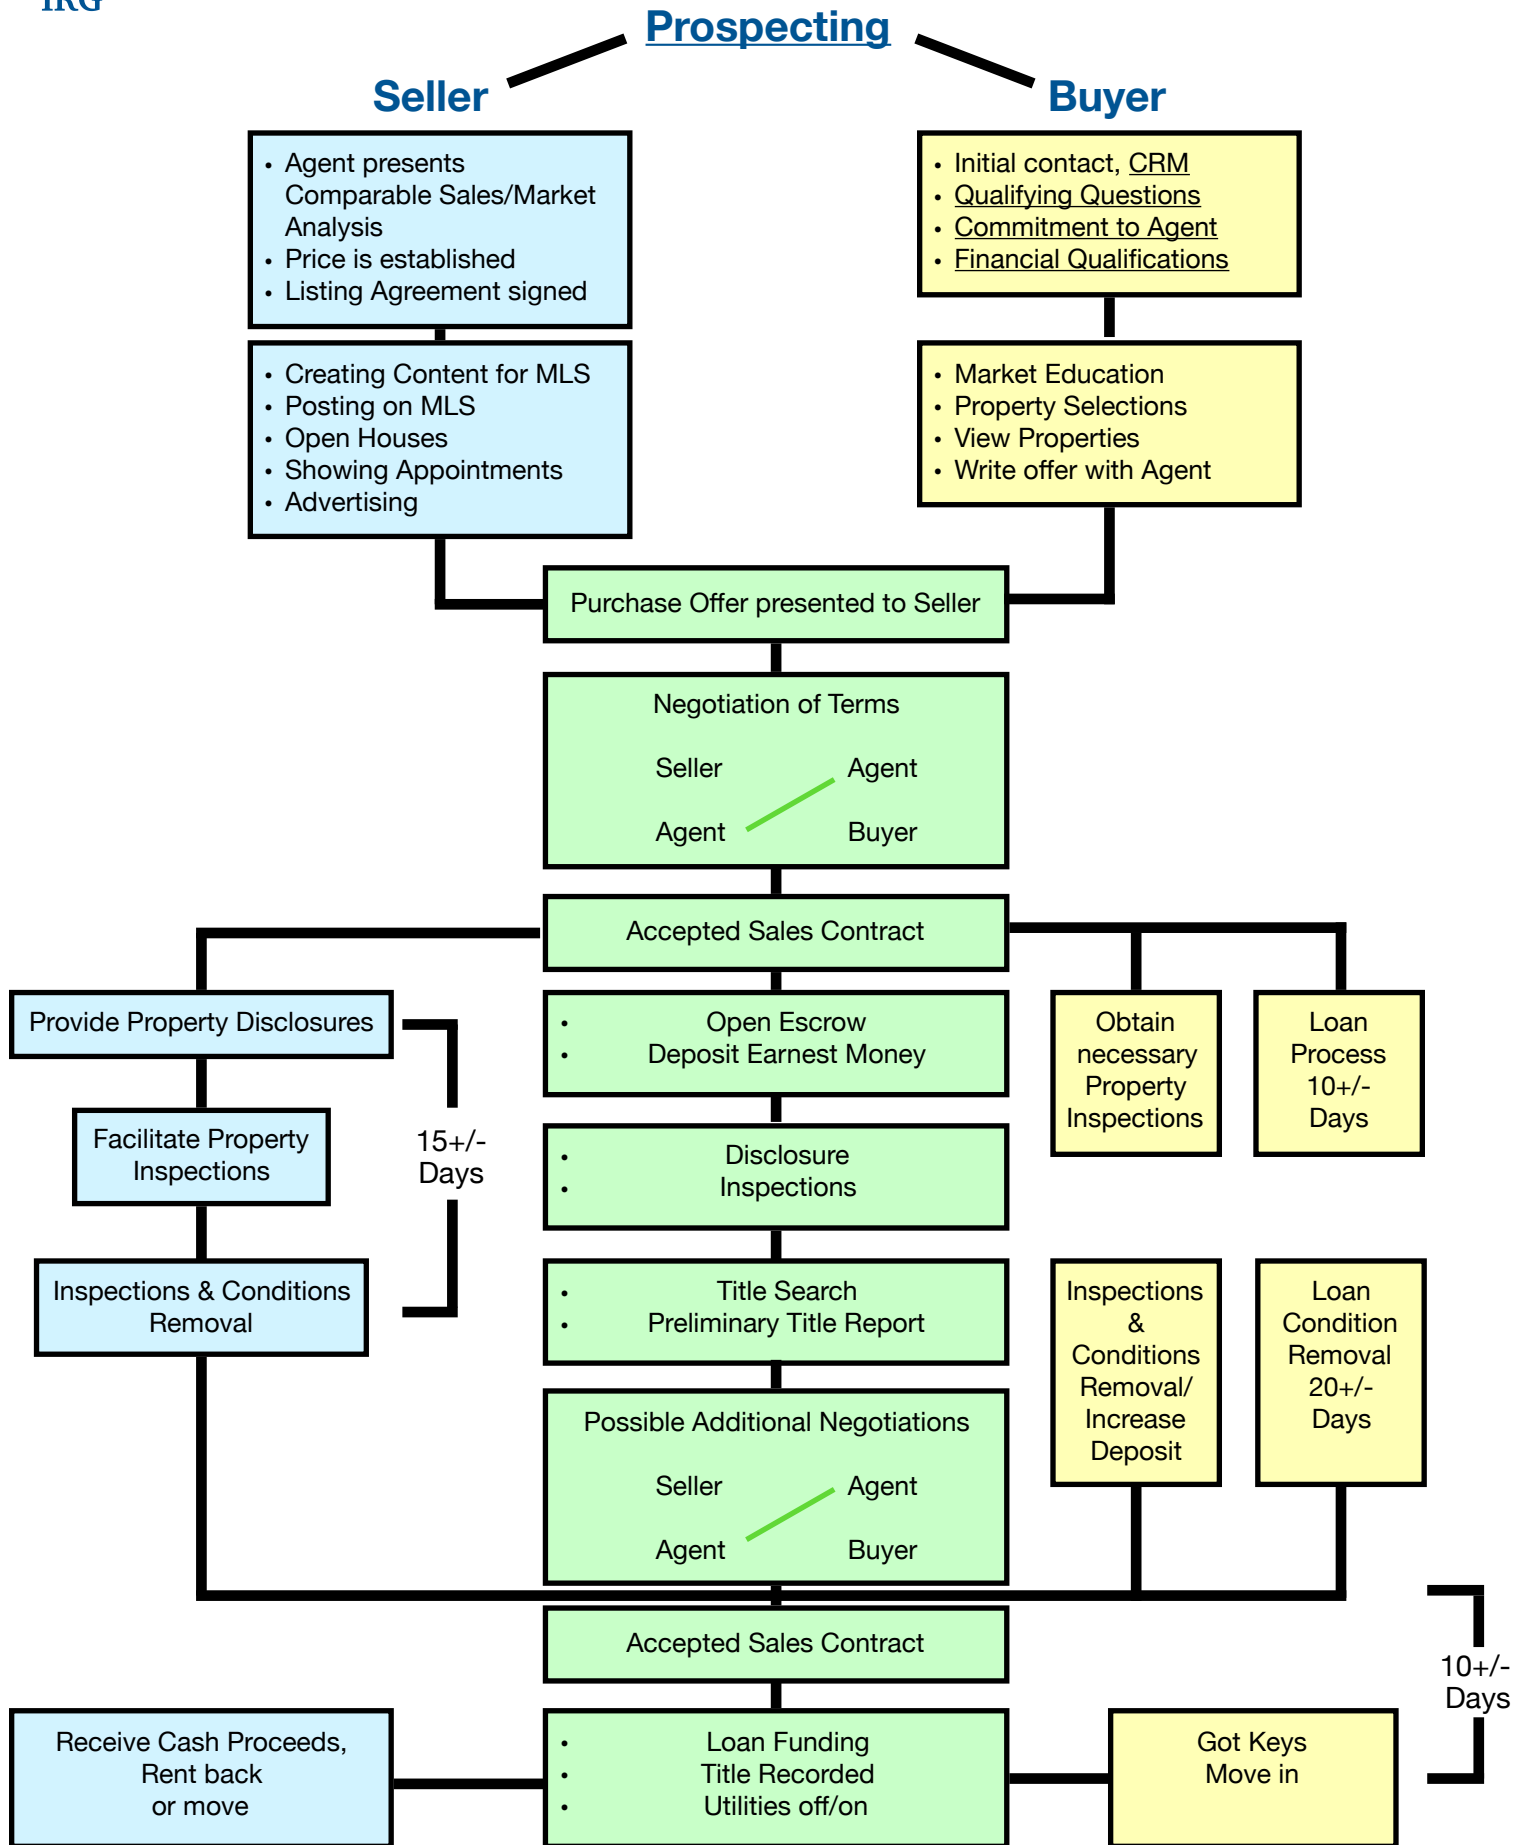 IRG
Prospecting
Seller
Buyer
• Agent presents
Comparable Sales/Market
Analysis
• Price is established
• Listing Agreement signed
• Initial contact, CRM
• Qualifying Questions
• Commitment to Agent
• Financial Qualifications
• Creating Content for MLS
• Posting on MLS
• Open Houses
• Showing Appointments
• Advertising
• Market Education
• Property Selections
• View Properties
• Write offer with Agent
Purchase Offer presented to Seller
Negotiation of Terms
Seller Agent
Agent Buyer
Accepted Sales Contract
Provide Property Disclosures
Facilitate Property
Inspections
Inspections & Conditions
Removal
15+/-
Days
• Open Escrow
• Deposit Earnest Money
• Disclosure
• Inspections
• Title Search
• Preliminary Title Report
Possible Additional Negotiations
Seller Agent
Agent Buyer
Obtain
necessary
Property
Inspections
Loan
Process
10+/-
Days
Inspections
&
Conditions
Removal/
Increase
Deposit
Loan
Condition
Removal
20+/-
Days
Accepted Sales Contract
10+/-
Days
Receive Cash Proceeds,
Rent back
or move
• Loan Funding
• Title Recorded
• Utilities off/on
Got Keys
Move in